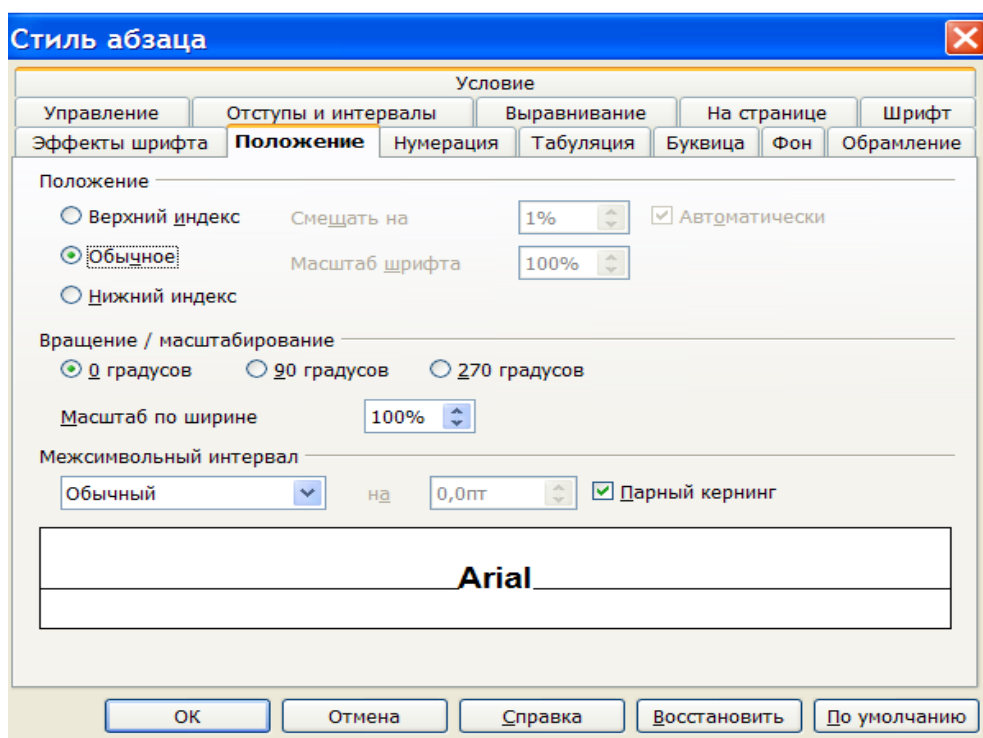 Стиль абзаца
Условие
Управление Отступы и интервалы Выравнивание На странице Шрифт
Эффекты шрифта Положение Нумерация Табуляция Буквица Фон Обрамление
Положение
Верхний индекс Смещать на 1% Автоматически
Обычное Масштаб шрифта 100%
Нижний индекс
Вращение / масштабирование
0 градусов 90 градусов 270 градусов
Масштаб по ширине 100%
Межсимвольный интервал
Обычный на 0,0пт Парный кернинг
Arial
ОК Отмена Справка Восстановить По умолчанию